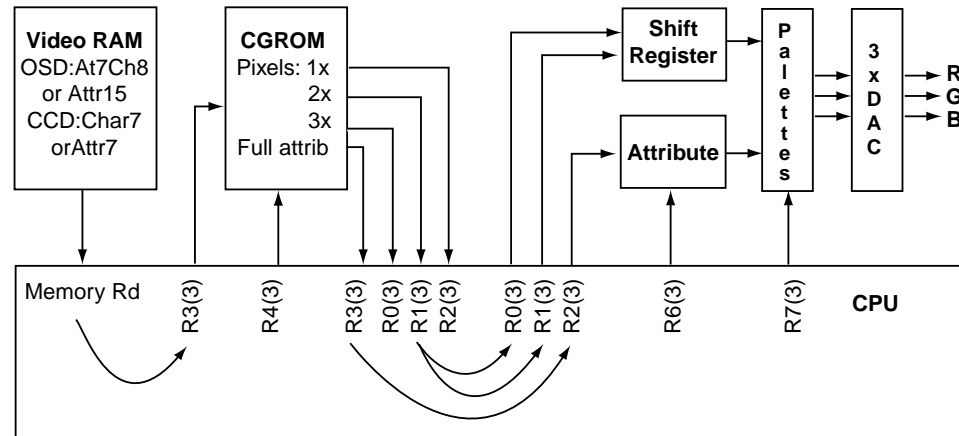 Video RAM
OSD:At7Ch8
or Attr15
CCD:Char7
orAttr7
CGROM
Pixels: 1x
2x
3x
Full attrib
Shift
Register
Attribute
Palettes
3xDAC
R
G
B
Memory Rd
R3(3)
R4(3)
R3(3)
R0(3)
R1(3)
R2(3)
R0(3)
R1(3)
R2(3)
R6(3)
R7(3)
CPU